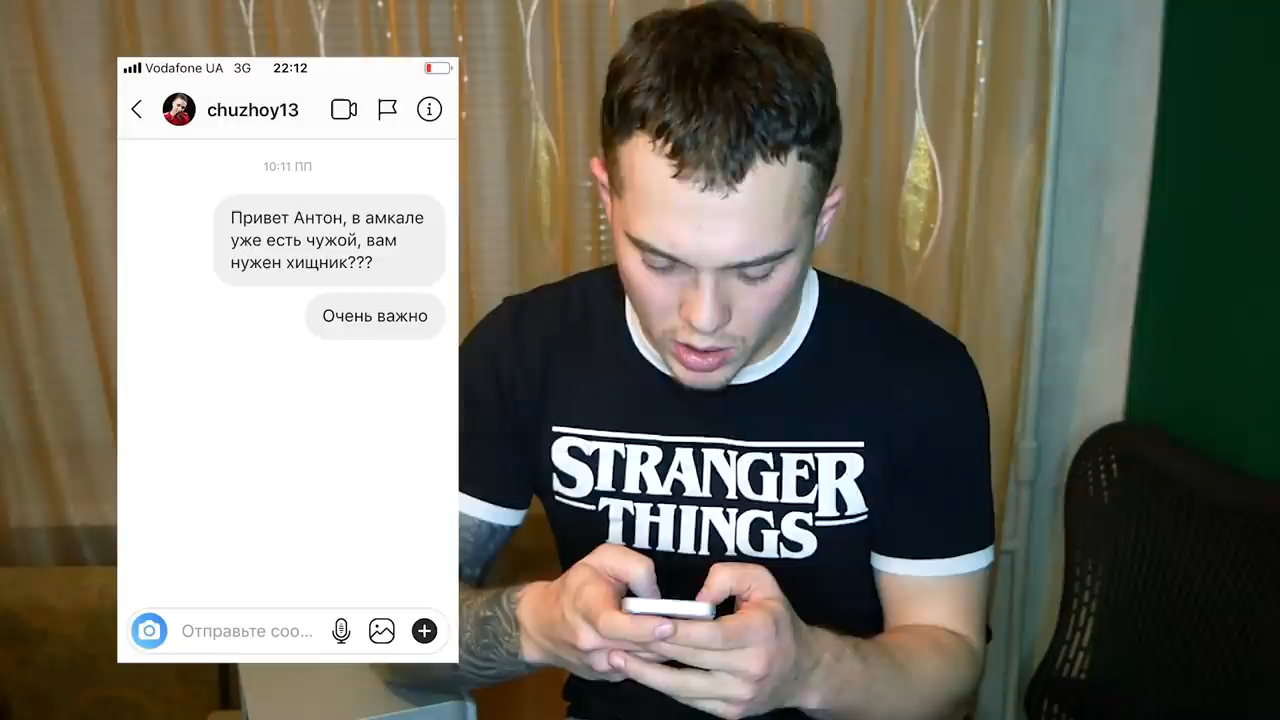 Vodafone UA 3G 22:12
chuzhoy13
10:11 ПП
Привет Антон, в амкале
уже есть чужой, вам
нужен хищник???
Очень важно
Отправьте соо...
STRANGER
THINGS